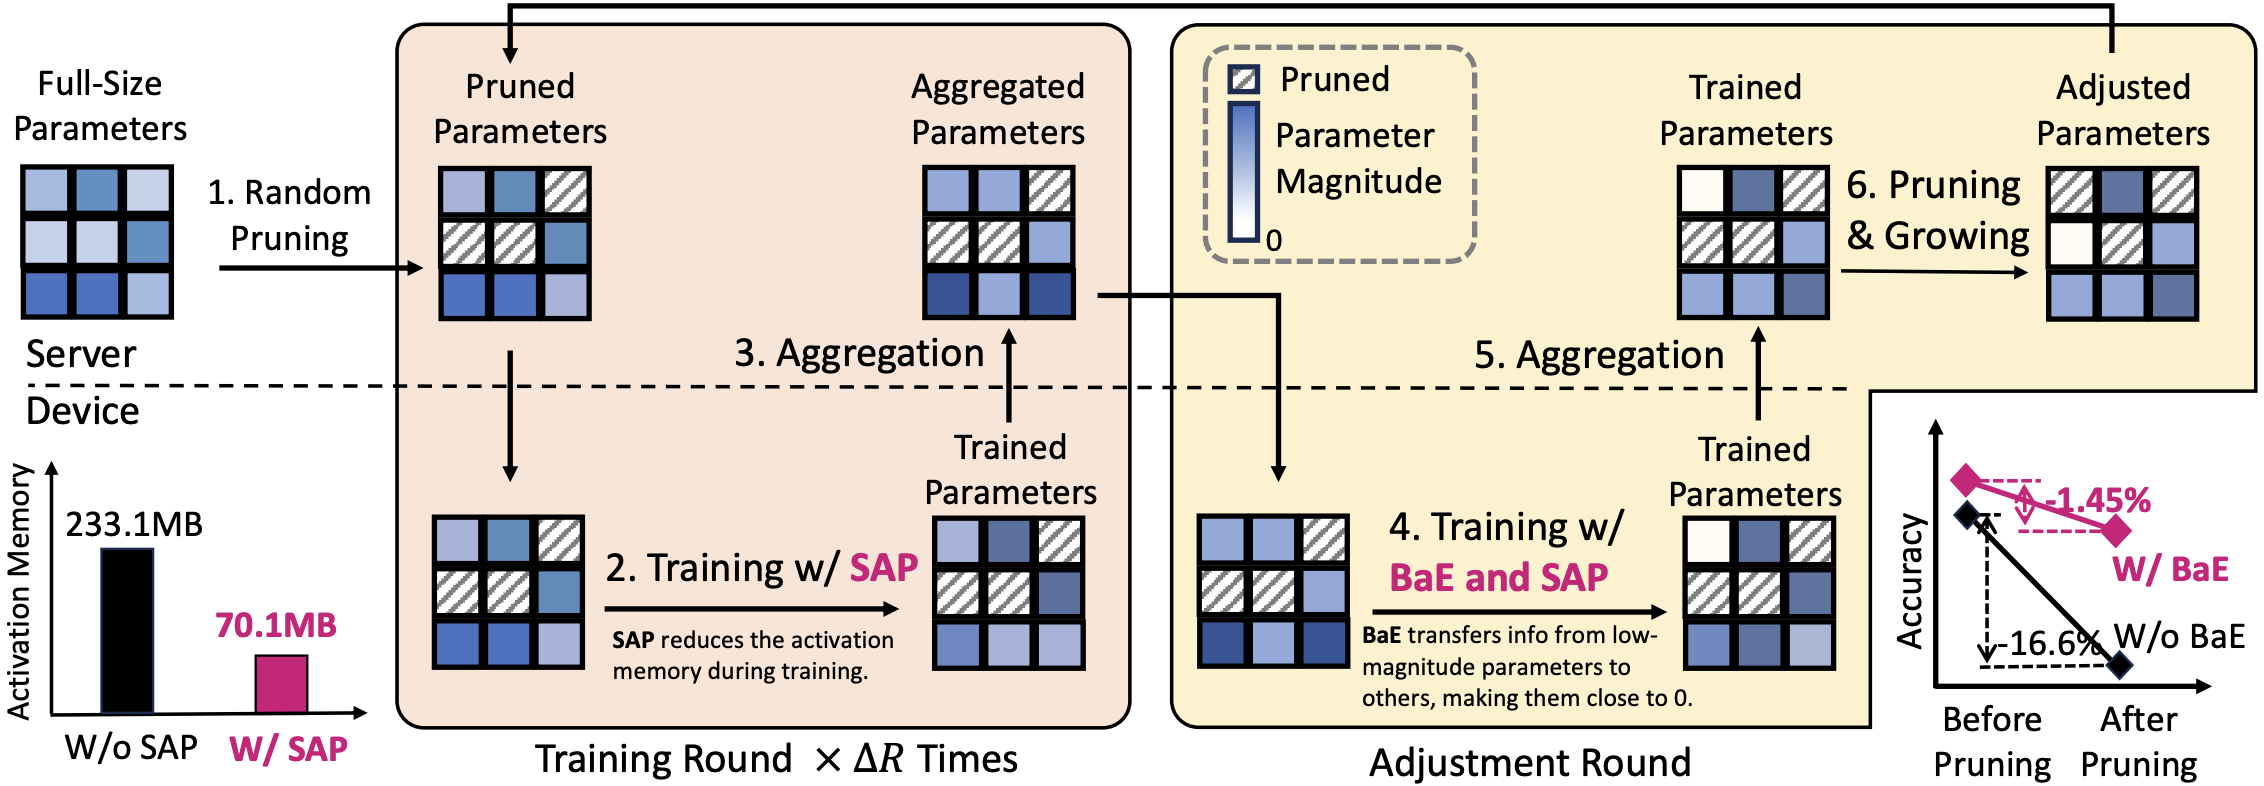 Full-Size
Parameters
1. Random
Pruning
Server
Device
Pruned
Parameters
Aggregated
Parameters
3. Aggregation
Trained
Parameters
2. Training w/ SAP
SAP reduces the activation
memory during training.
Training Round × ΔR Times
Pruned
Parameter
Magnitude
0
Trained
Parameters
6. Pruning
& Growing
Adjusted
Parameters
5. Aggregation
Trained
Parameters
4. Training w/
BaE and SAP
BaE transfers info from low-
magnitude parameters to
others, making them close to 0.
Adjustment Round
Activation Memory
233.1MB
70.1MB
W/o SAP
W/ SAP
Accuracy
-1.45%
W/ BaE
-16.6%
W/o BaE
Before
Pruning
After
Pruning